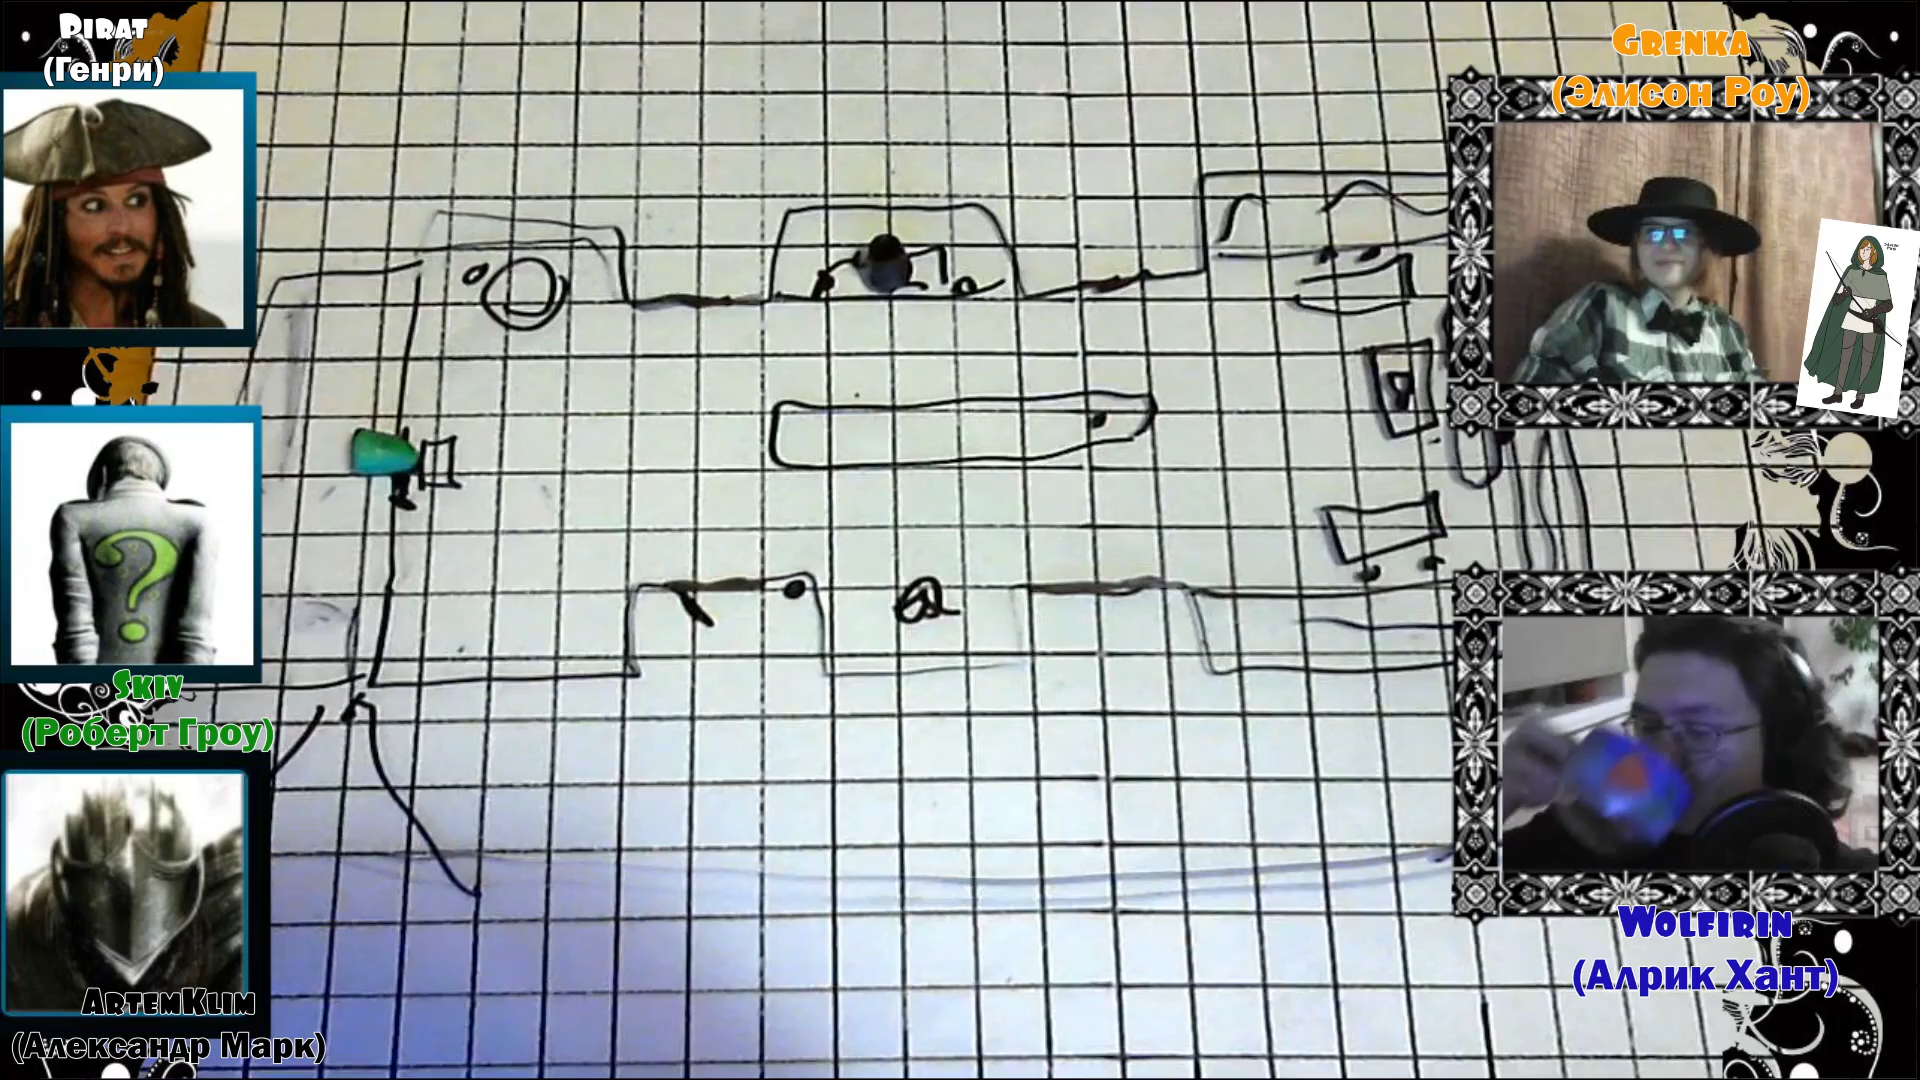 Pirat
(Генри)
Skiv
(Роберт Гроу)
ArtemKlim
(Александр Марк)
Grenka
(Элисон Роу)
Wolfirin
(Алрик Хант)